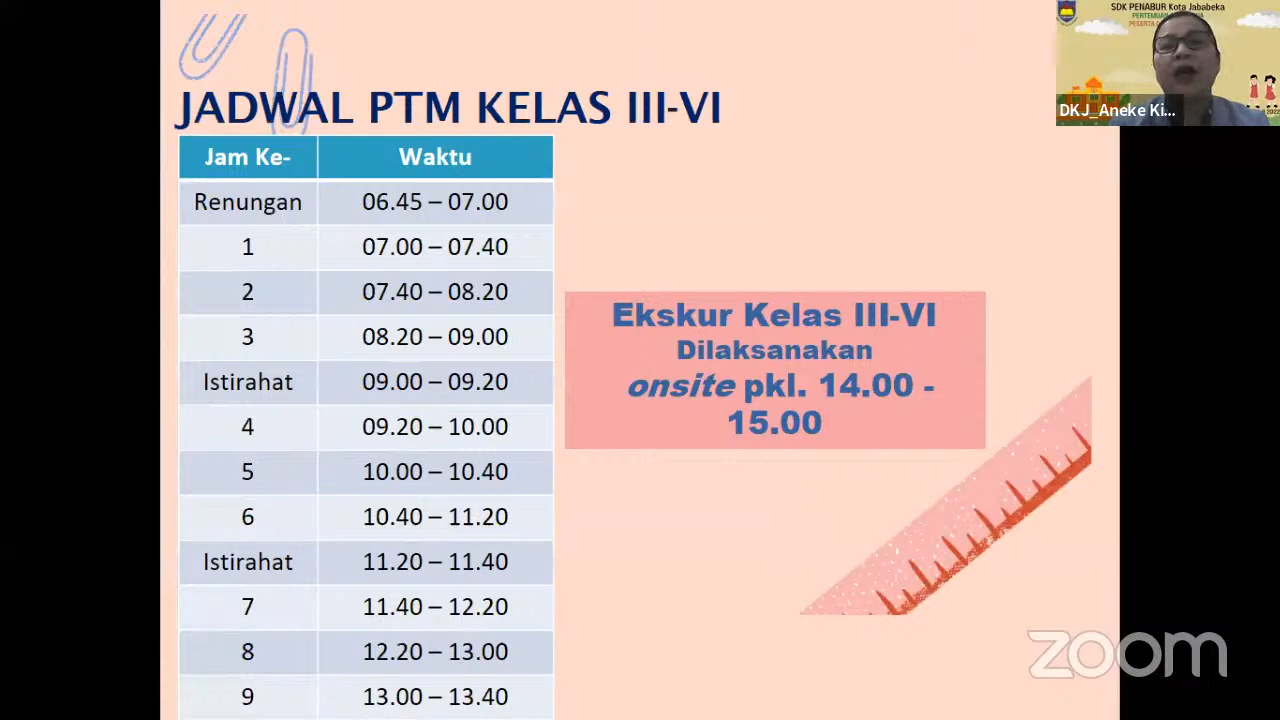 SDK PENABUR Kota Jababeka
DKJ_Aneke Ki...
2022
JADWAL PTM KELAS III-VI
Jam Ke- Waktu
Renungan 06.45 – 07.00
1 07.00 – 07.40
2 07.40 – 08.20
3 08.20 – 09.00
Istirahat 09.00 – 09.20
4 09.20 – 10.00
5 10.00 – 10.40
6 10.40 – 11.20
Istirahat 11.20 – 11.40
7 11.40 – 12.20
8 12.20 – 13.00
9 13.00 – 13.40
Ekskur Kelas III-VI
Dilaksanakan
onsite pkl. 14.00 -
15.00
zoom